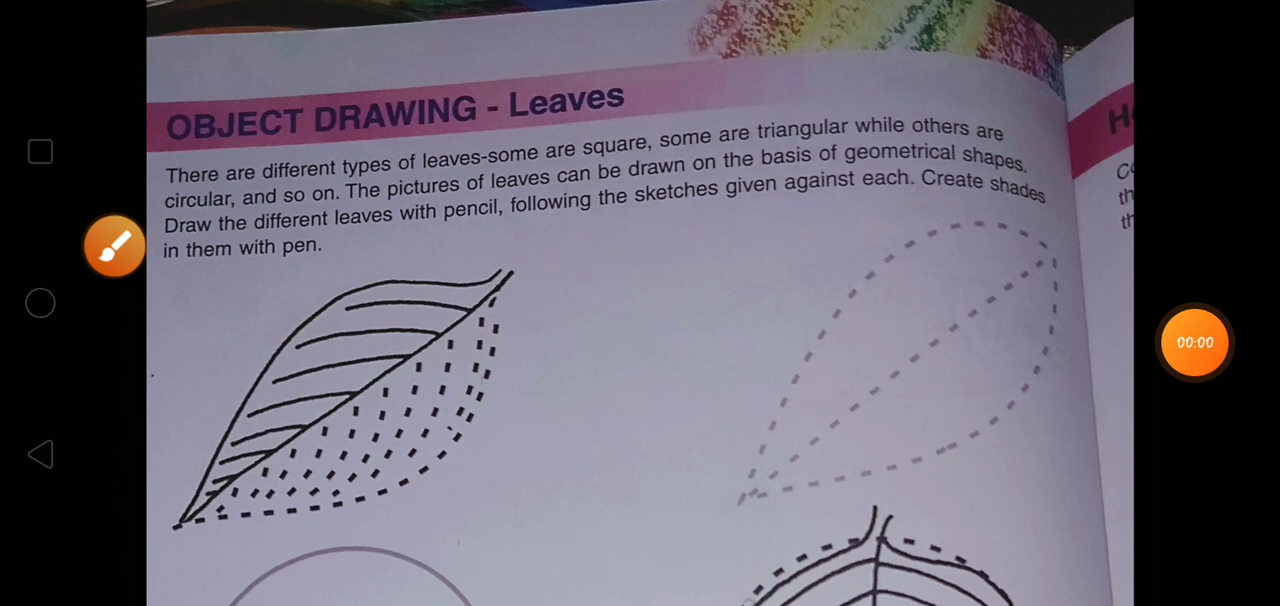 OBJECT DRAWING - Leaves
There are different types of leaves-some are square, some are triangular while others are
circular, and so on. The pictures of leaves can be drawn on the basis of geometrical shapes.
Draw the different leaves with pencil, following the sketches given against each. Create shades
in them with pen.
00:00